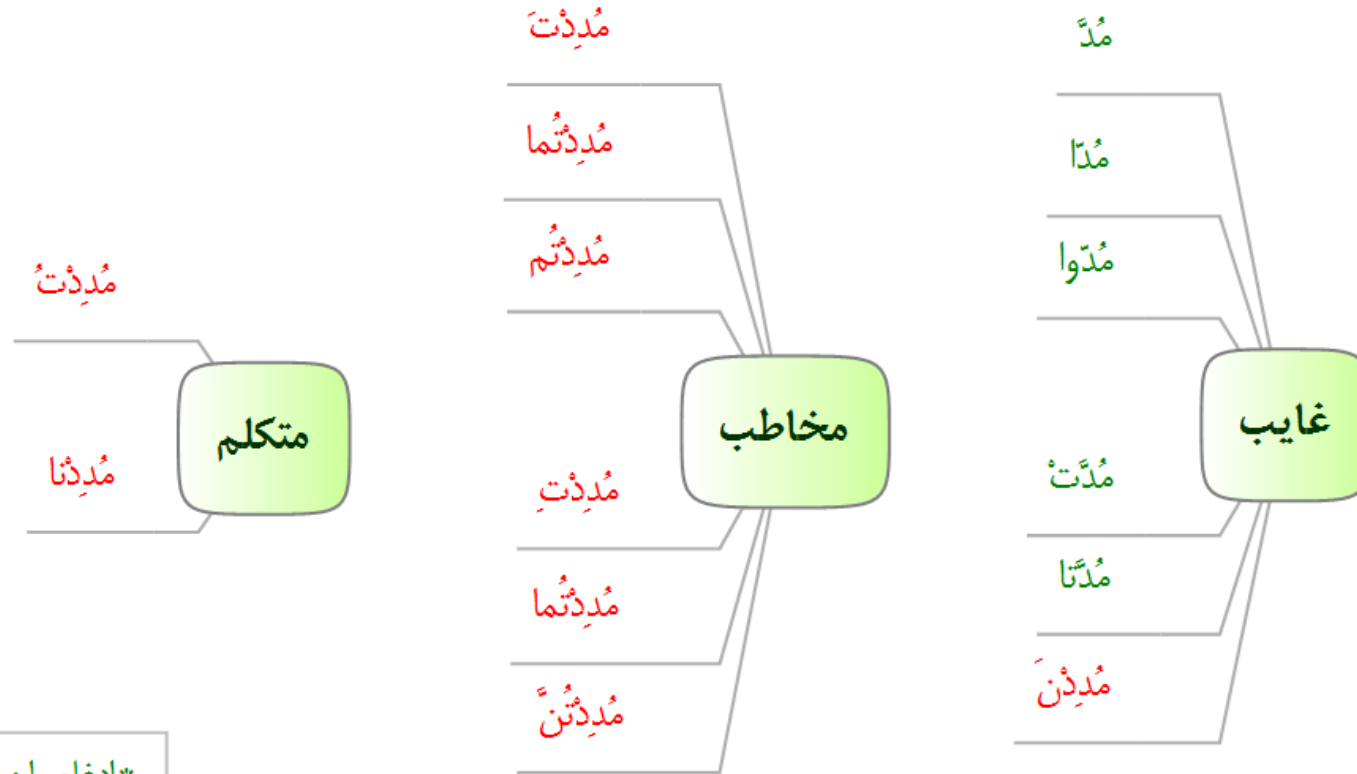 مُدَّ
مُدّا
مُدّوا
غایب
مُدَّتْ
مُدَّتا
مُدِدْنَ
مُدِدْتَ
مُدِدْتُما
مُدِدْتُم
مخاطب
مُدِدْتِ
مُدِدْتُما
مُدِدْتُنَّ
مُدِدْتُ
متکلم
مُدِدْنا